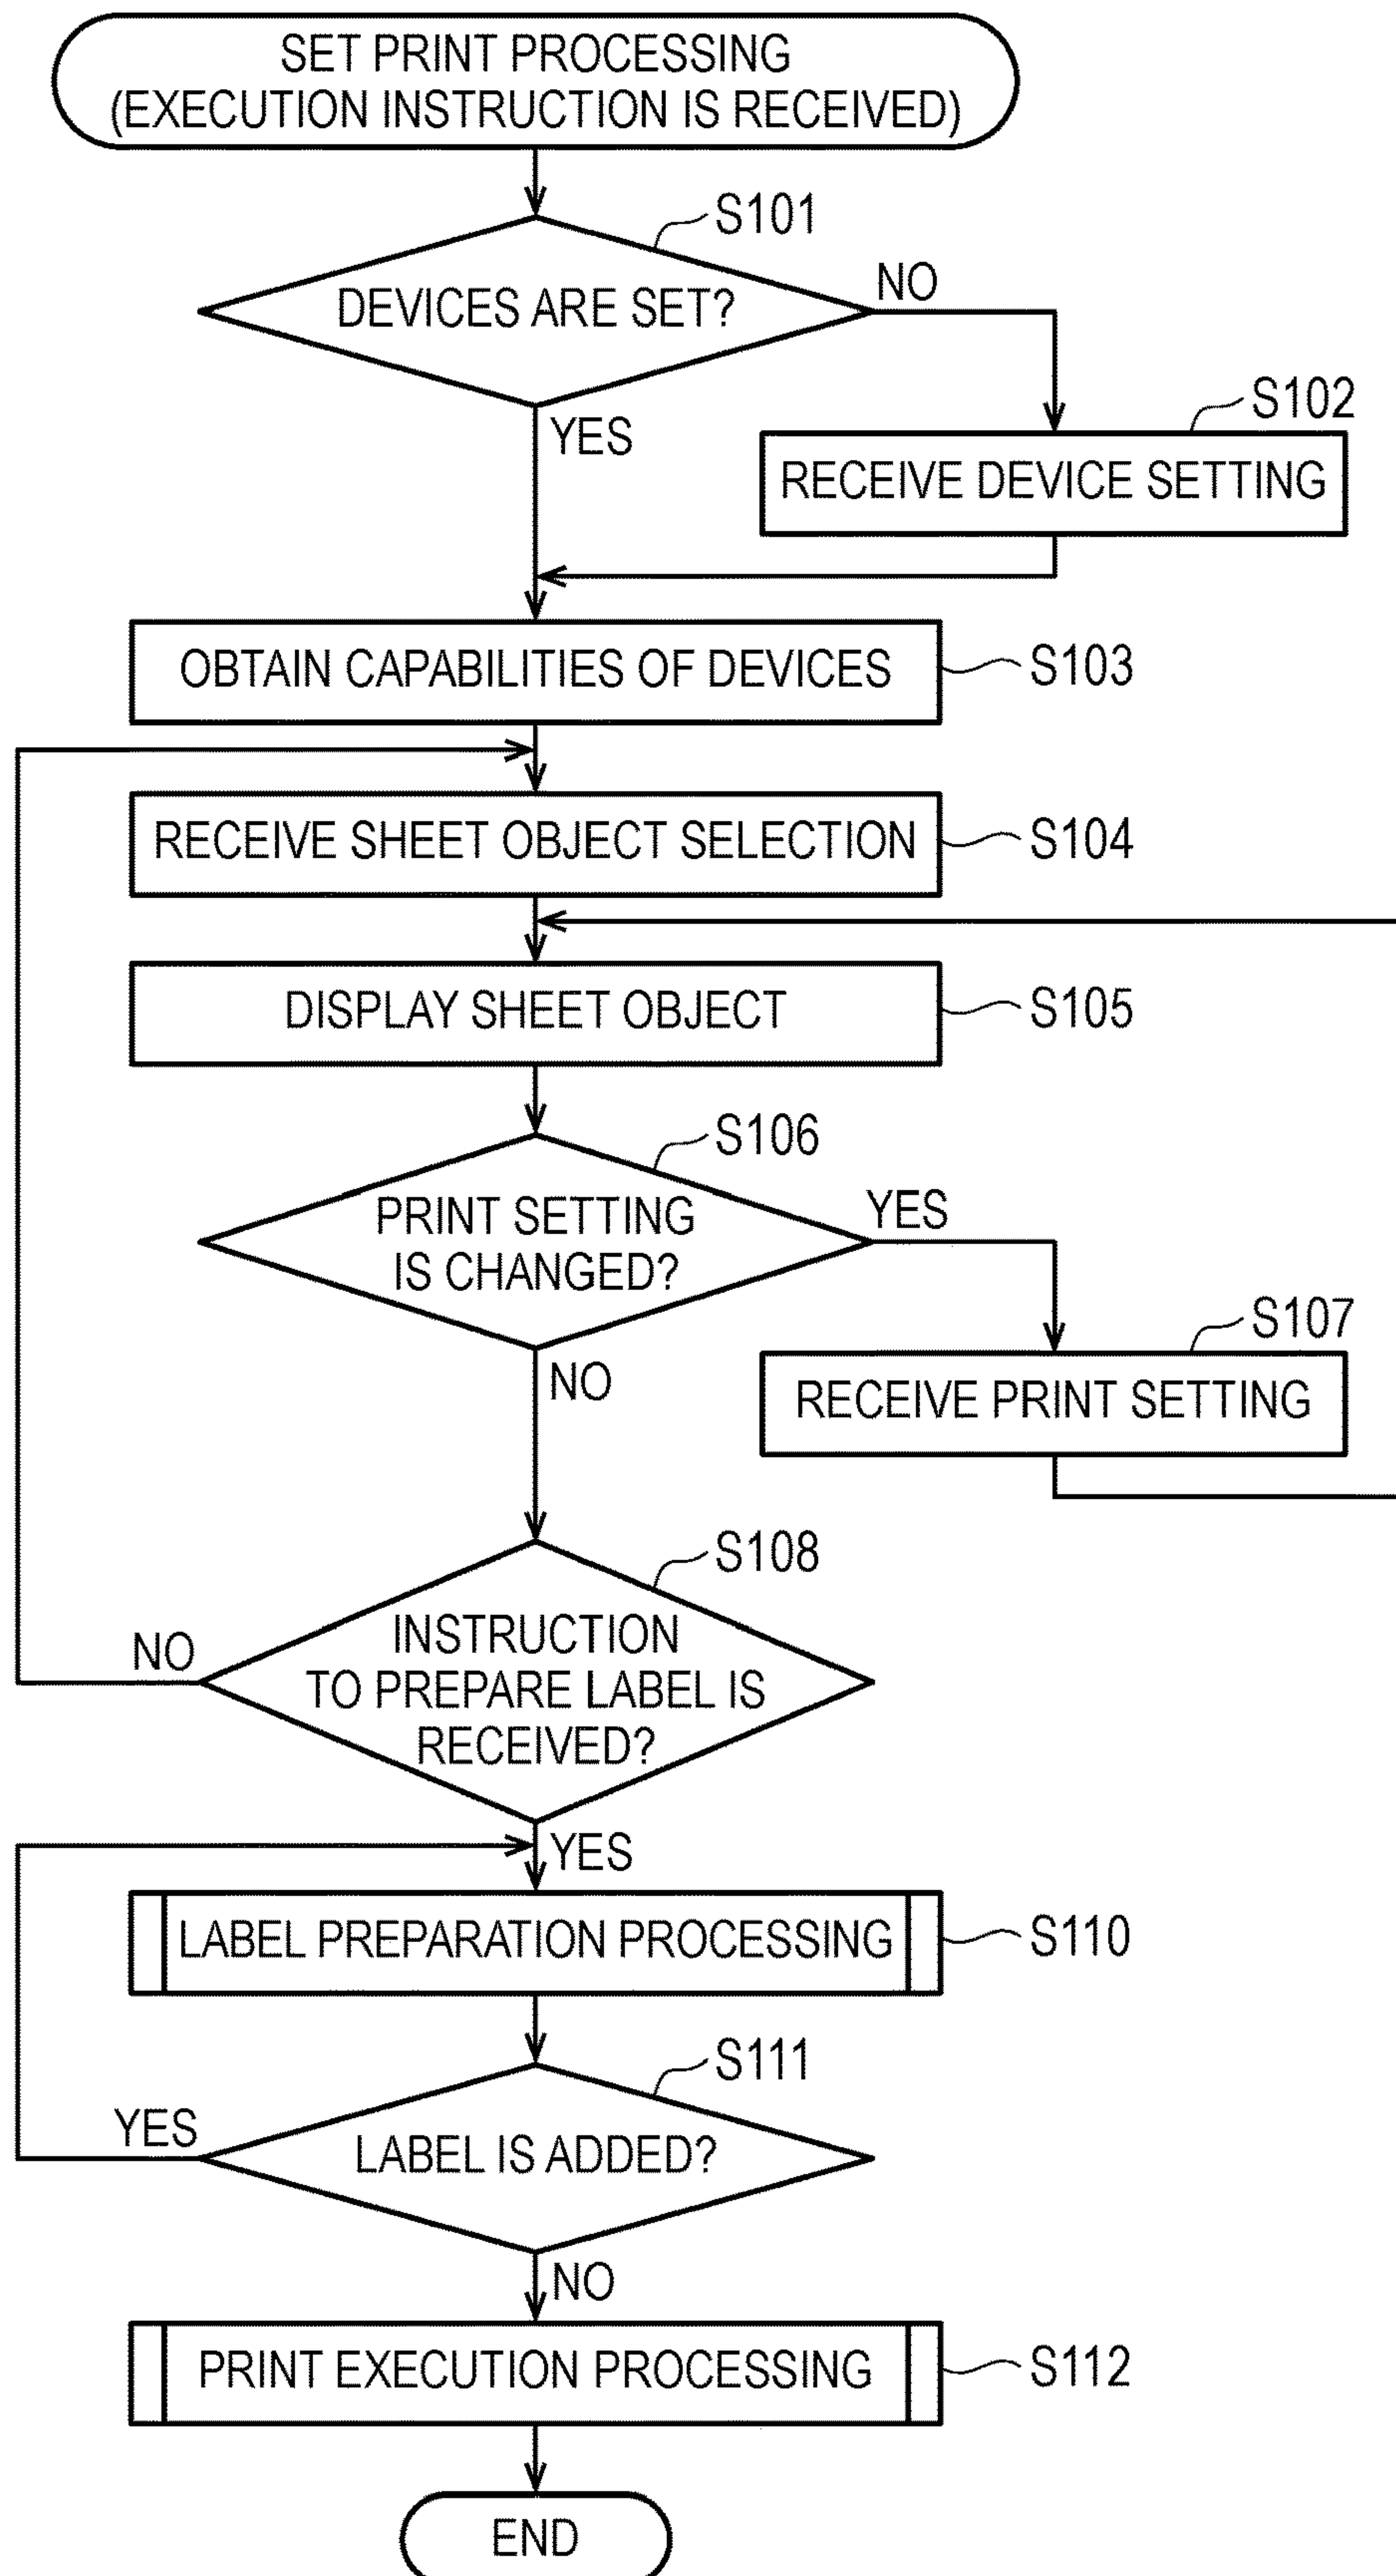 SET PRINT PROCESSING
(EXECUTION INSTRUCTION IS RECEIVED)
S101
DEVICES ARE SET?
NO
YES
S102
RECEIVE DEVICE SETTING
OBTAIN CAPABILITIES OF DEVICES
S103
RECEIVE SHEET OBJECT SELECTION
S104
DISPLAY SHEET OBJECT
S105
S106
PRINT SETTING
IS CHANGED?
YES
NO
S107
RECEIVE PRINT SETTING
S108
INSTRUCTION
TO PREPARE LABEL IS
RECEIVED?
NO
YES
LABEL PREPARATION PROCESSING
S110
S111
LABEL IS ADDED?
YES
NO
PRINT EXECUTION PROCESSING
S112
END